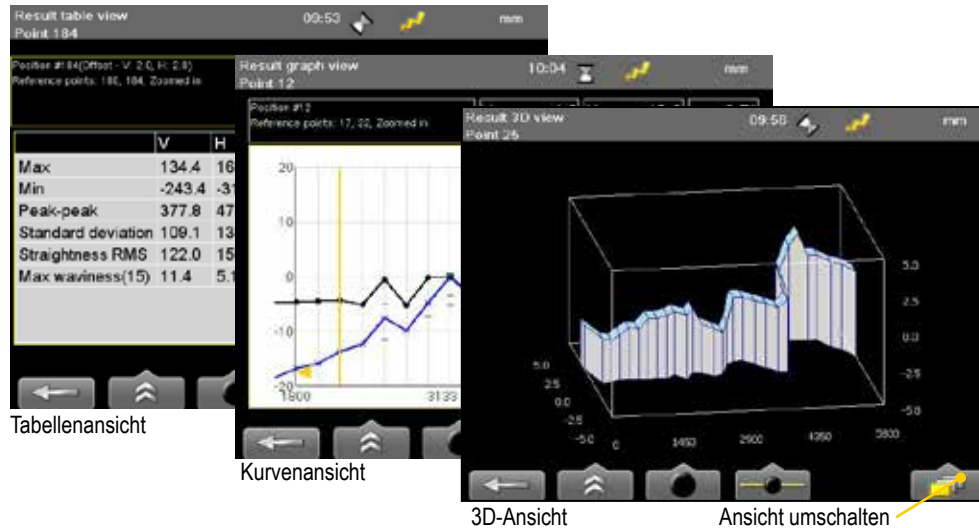 Result table view
Point 184
09:53
mm
Position #184(Offset - V: 2.0, H: 2.0)
Reference points: 180, 184, Zoomed in
V H
Max 134.4
Min -243.4
Peak-peak 377.8
Standard deviation 109.1
Straightness RMS 122.0
Max waviness(15) 11.4
Tabellenansicht
Result graph view
Point 12
10:04
mm
Position #12
Reference points: 17, 22, Zoomed in
20
10
0
-10
-20
1800 3133
Kurvenansicht
Result 3D view
Point 25
09:58
mm
5.0
2.5
0.0
-2.5
-5.0
5.0
2.5
0.0
-2.5
-5.0
0 1450 2900 4350 5800
3D-Ansicht
Ansicht umschalten